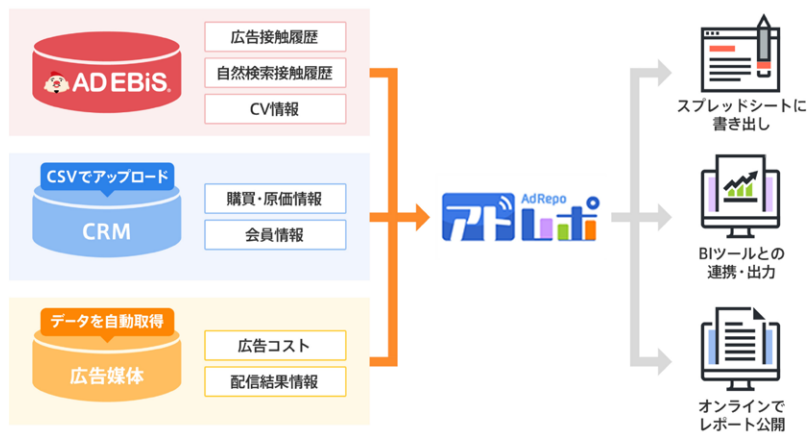 AD EBiS
広告接触履歴
自然検索接触履歴
CV情報
CSVでアップロード
CRM
購買・原価情報
会員情報
データを自動取得
広告媒体
広告コスト
配信結果情報
AdRepo
アドレポ
スプレッドシートに
書き出し
BIツールとの
連携・出力
オンラインで
レポート公開